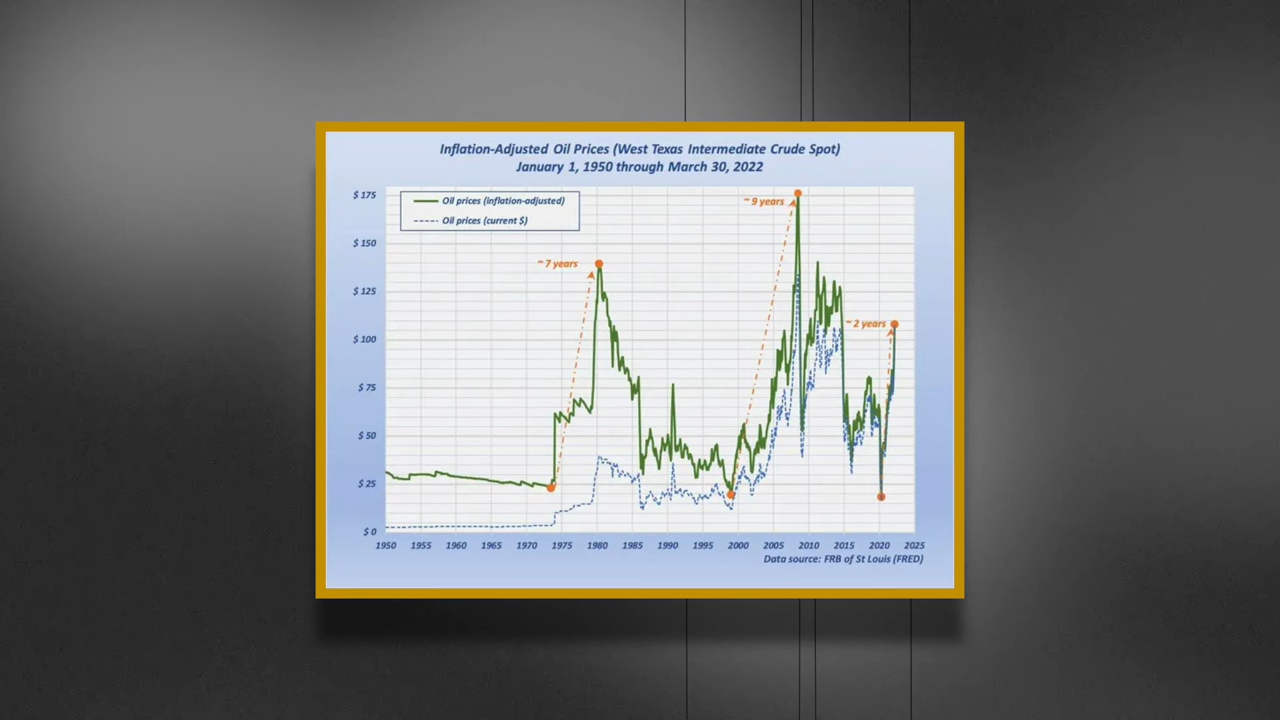 Inflation-Adjusted Oil Prices (West Texas Intermediate Crude Spot)
January 1, 1950 through March 30, 2022
$ 175
$ 150
$ 125
$ 100
$ 75
$ 50
$ 25
$ 0
Oil prices (inflation-adjusted)
Oil prices (current $)
~ 7 years
~ 9 years
~ 2 years
1950 1955 1960 1965 1970 1975 1980 1985 1990 1995 2000 2005 2010 2015 2020 2025
Data source: FRB of St Louis (FRED)